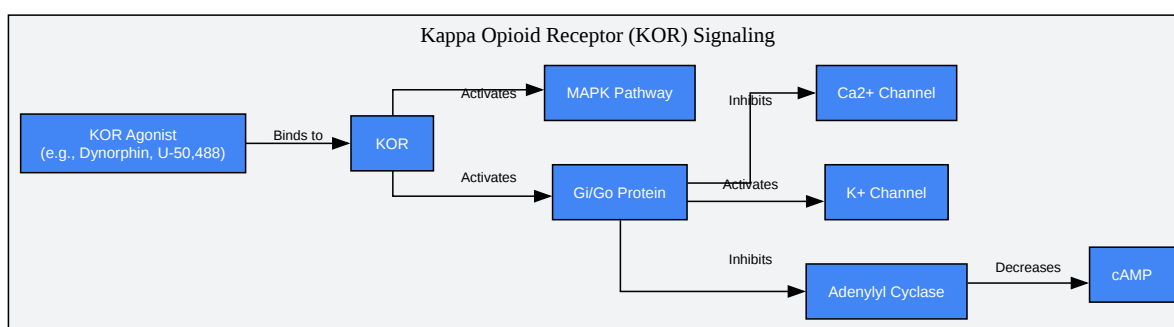 Kappa Opioid Receptor (KOR) Signaling
Activates
MAPK Pathway
Inhibits
Ca2+ Channel
KOR Agonist
(e.g., Dynorphin, U-50,488)
Binds to
KOR
Activates
Gi/Go Protein
Activates
K+ Channel
Inhibits
Adenylyl Cyclase
Decreases
cAMP